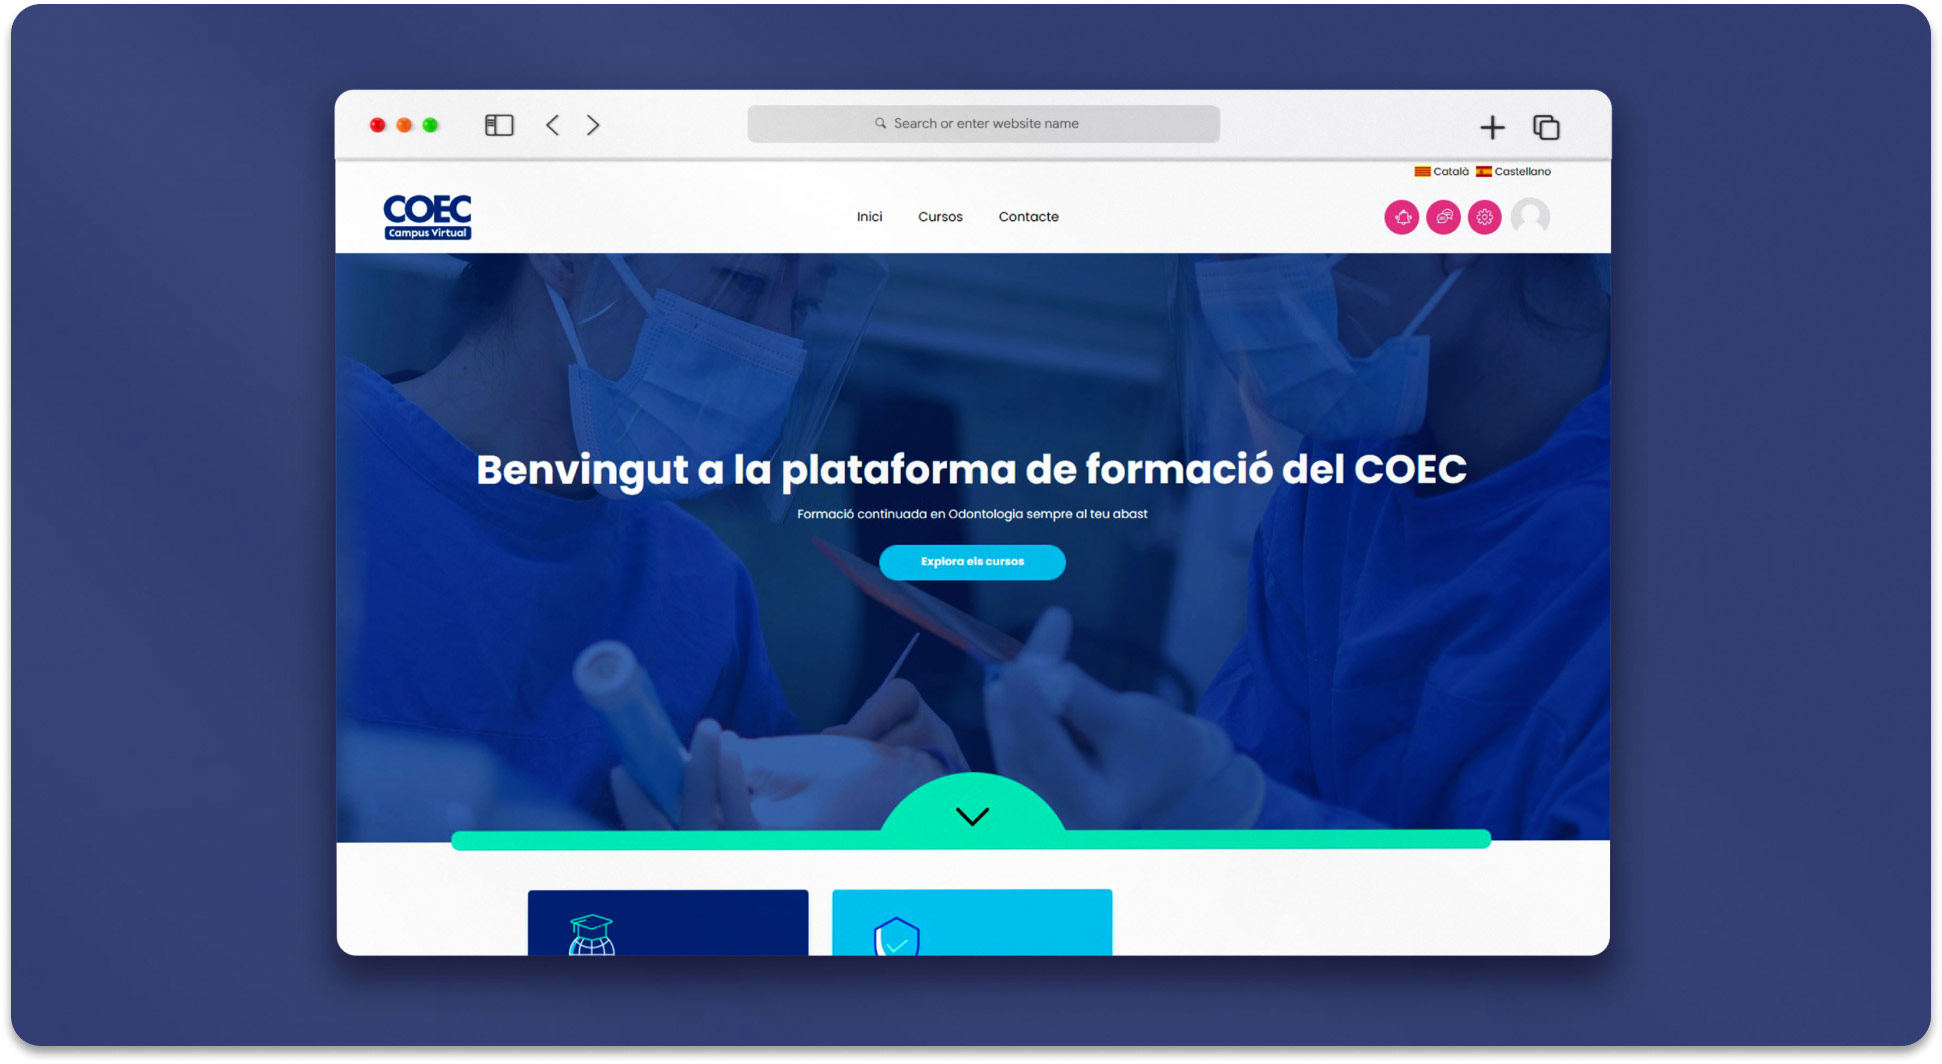 Search or enter website name
Català Castellano
COEC
Campus Virtual
Inici Cursos Contacte
Benvingut a la plataforma de formació del COEC
Formació continuada en Odontologia sempre al teu abast
Explora els cursos